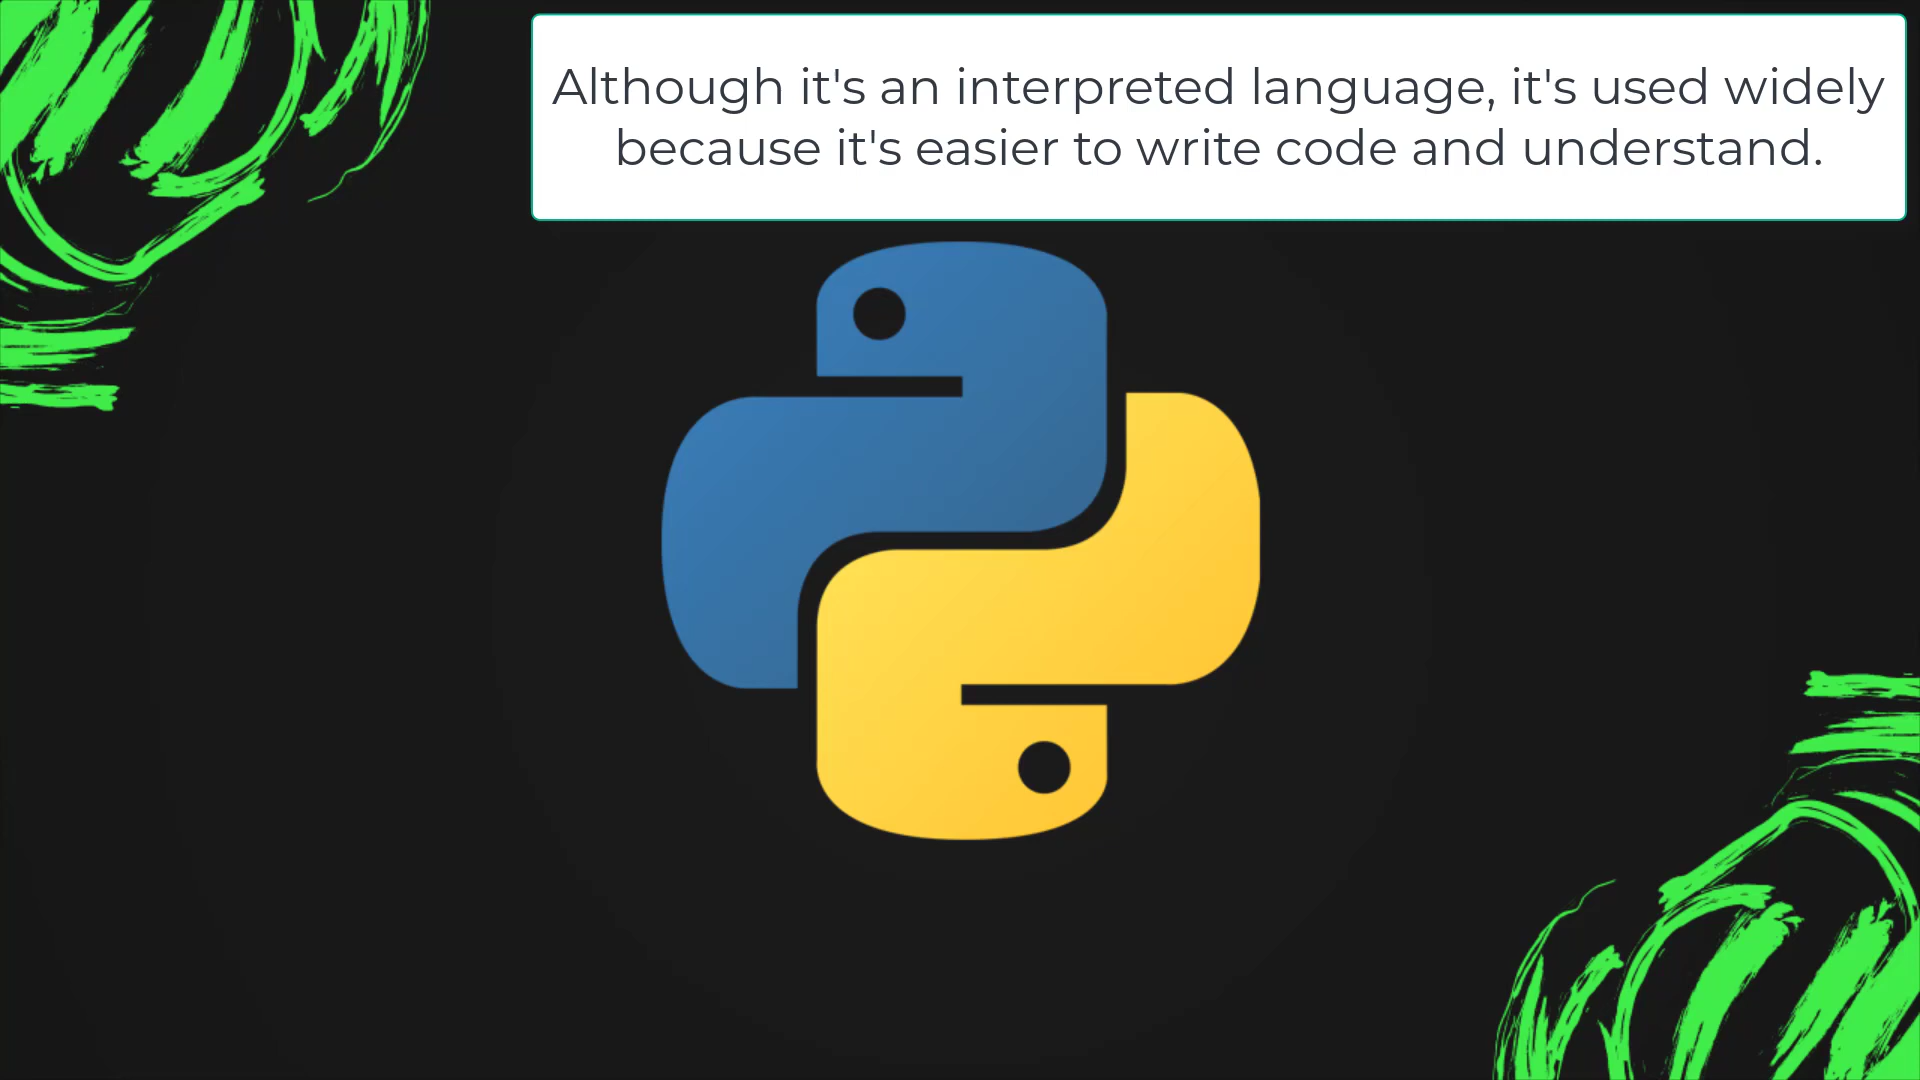 Although it's an interpreted language, it's used widely
because it's easier to write code and understand.